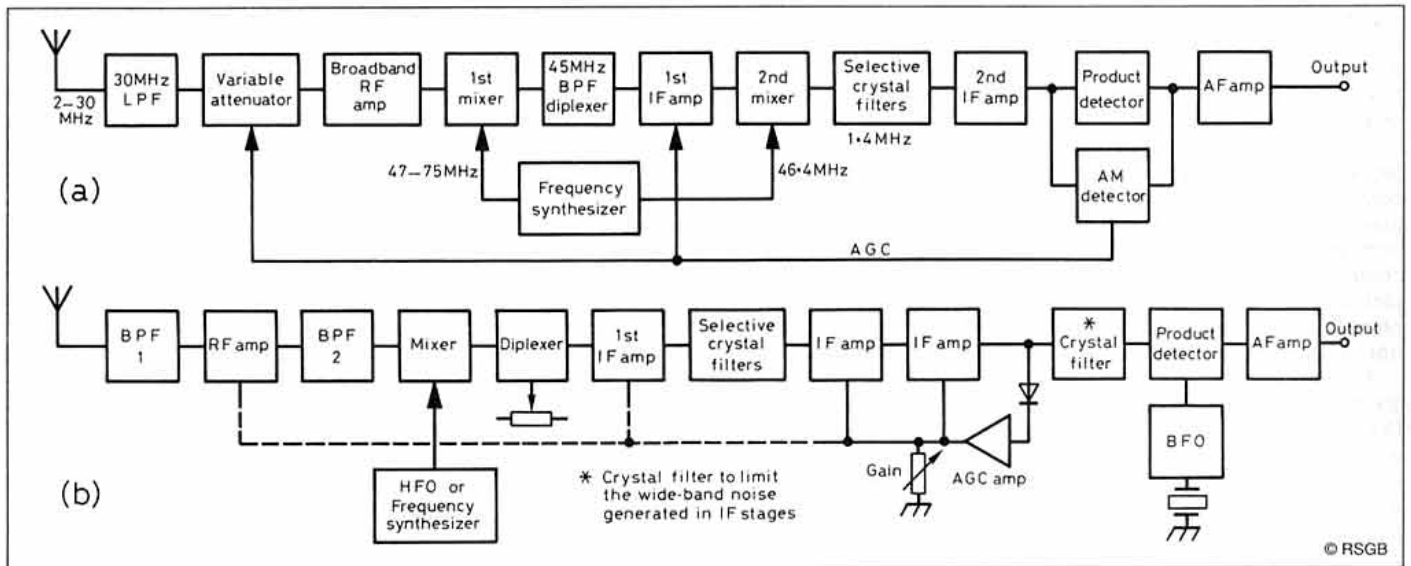 2–30
MHz
30MHz
LPF
Variable
attenuator
Broadband
RF
amp
1st
mixer
45MHz
BPF
diplexer
1st
IF amp
2nd
mixer
Selective
crystal
filters
1·4MHz
2nd
IF amp
Product
detector
AF amp
Output
47–75MHz
Frequency
synthesizer
46·4MHz
AM
detector
AGC
(a)
BPF
1
RF amp
BPF
2
Mixer
Diplexer
1st
IF amp
Selective
crystal
filters
IF amp
IF amp
*
Crystal
filter
Product
detector
AF amp
Output
HFO or
Frequency
synthesizer
* Crystal filter to limit
the wide-band noise
generated in IF stages
Gain
AGC amp
BFO
(b)
© RSGB